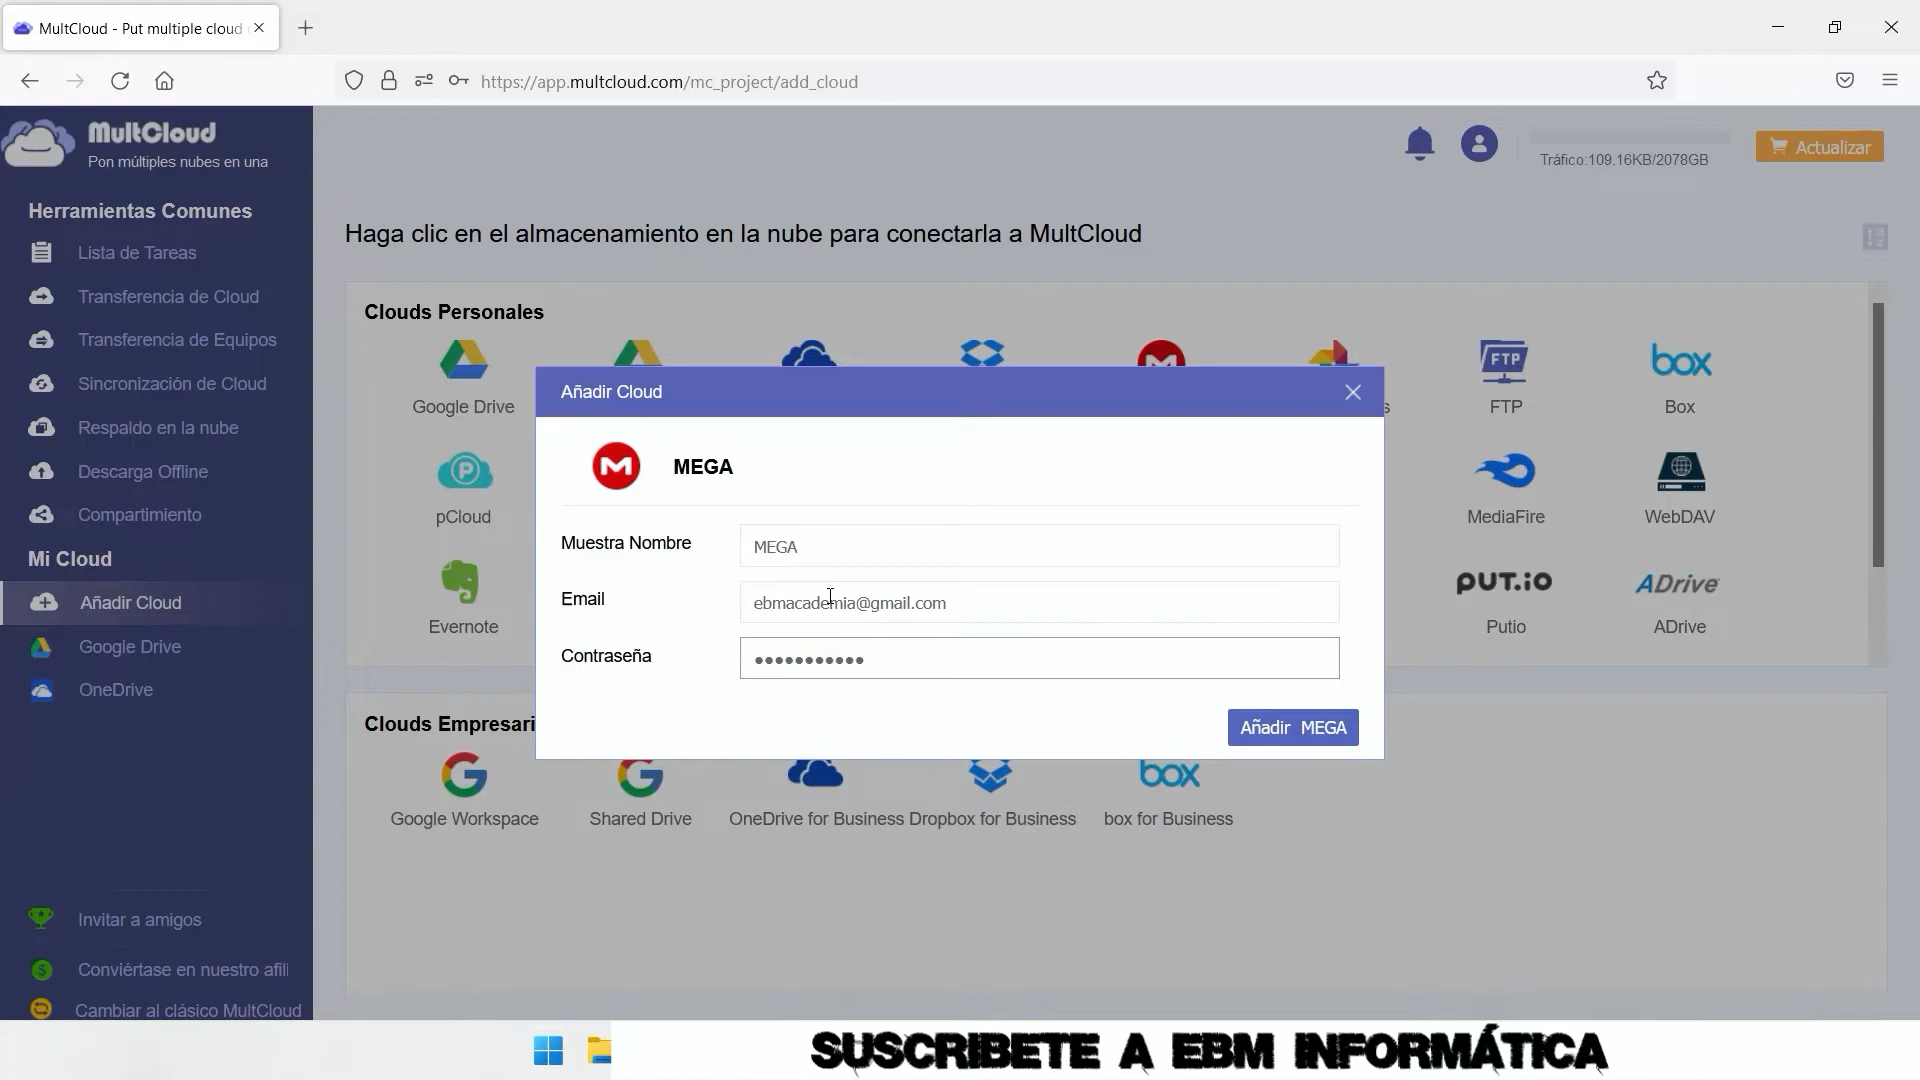 MultCloud - Put multiple cloud
https://app.multcloud.com/mc_project/add_cloud
MultCloud
Pon múltiples nubes en una
Tráfico:109.16KB/2078GB
Actualizar
Herramientas Comunes
Lista de Tareas
Transferencia de Cloud
Transferencia de Equipos
Sincronización de Cloud
Respaldo en la nube
Descarga Offline
Compartimiento
Mi Cloud
Añadir Cloud
Google Drive
OneDrive
Invitar a amigos
Conviértase en nuestro afili
Cambiar al clásico MultCloud
Haga clic en el almacenamiento en la nube para conectarla a MultCloud
Clouds Personales
Google Drive
FTP
FTP
box
Box
pCloud
MediaFire
WebDAV
Evernote
PUT.iO
Putio
ADrive
ADrive
Añadir Cloud
MEGA
Muestra Nombre
MEGA
Email
ebmacademia@gmail.com
Contraseña
Añadir MEGA
Clouds Empresari
Google Workspace
Shared Drive
OneDrive for Business
Dropbox for Business
box
box for Business
SUSCRIBETE A EBM INFORMÁTICA